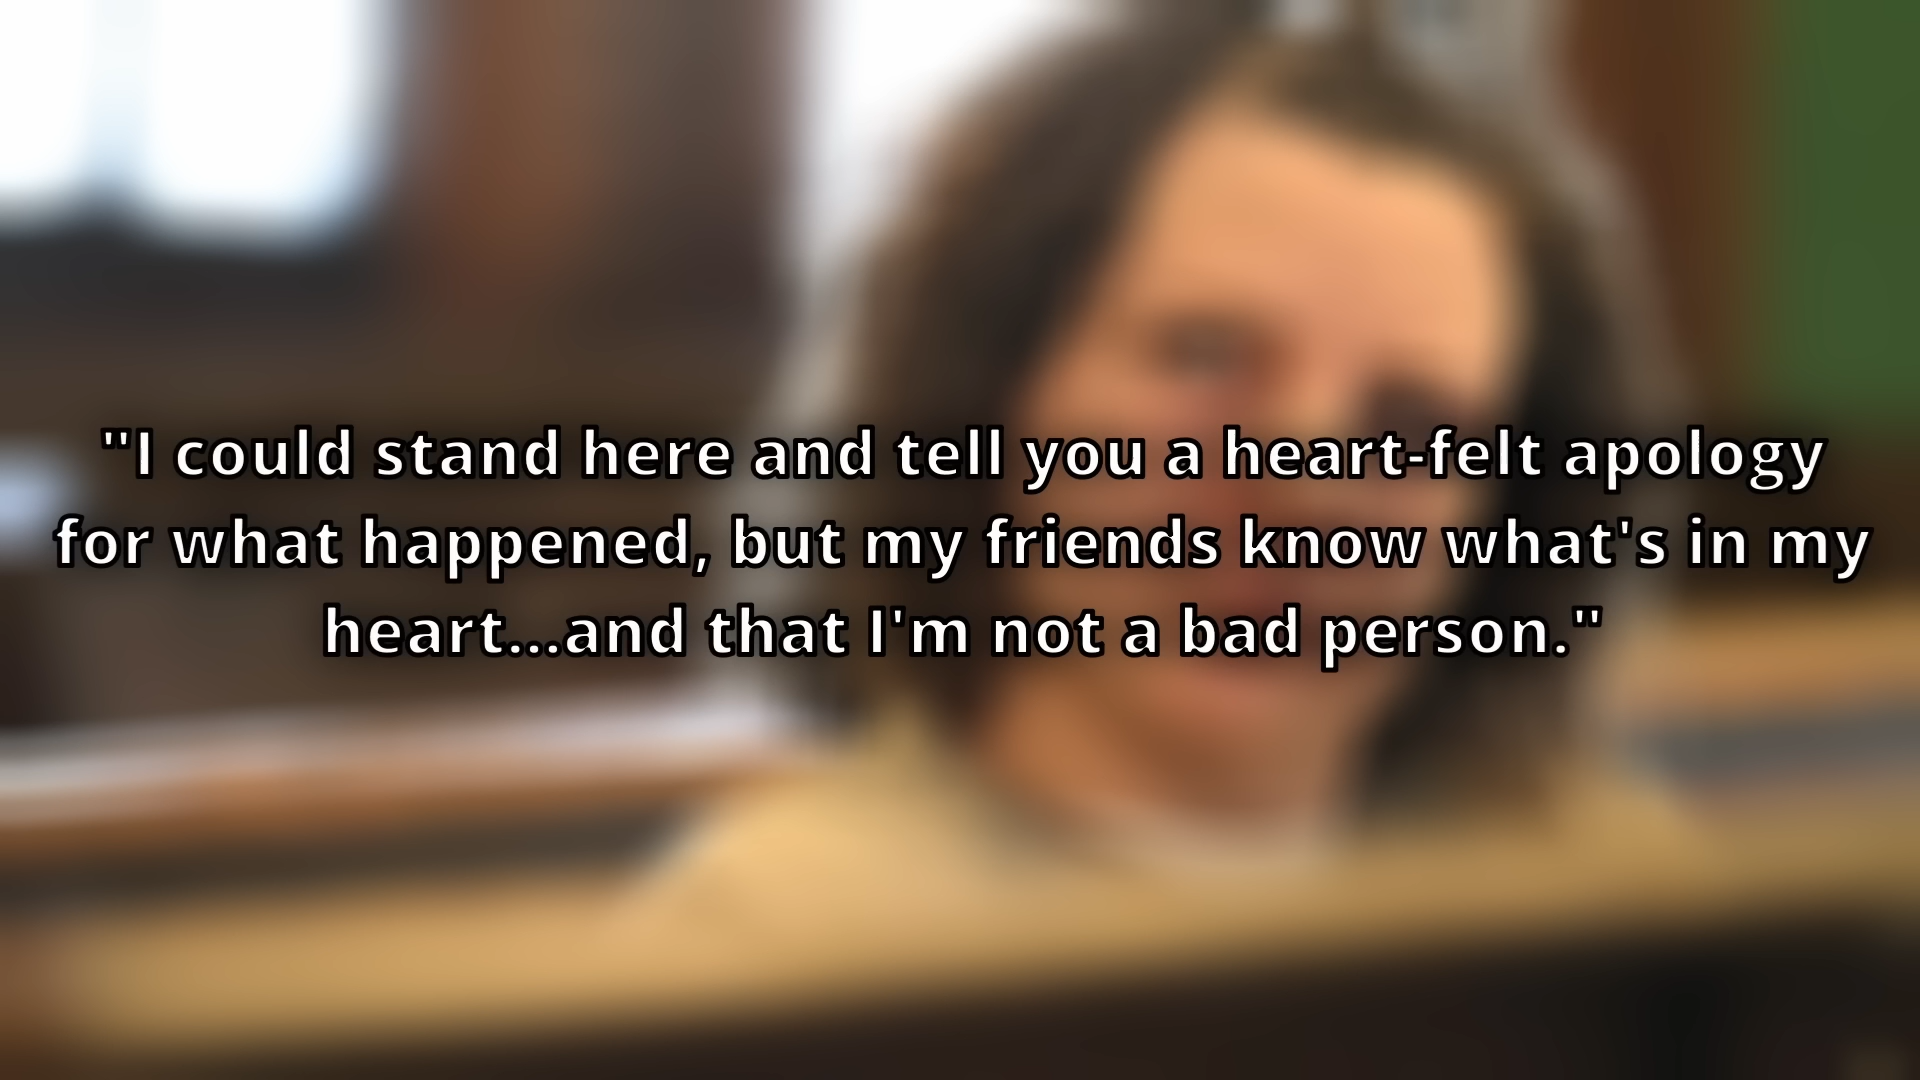 "I could stand here and tell you a heart-felt apology
for what happened, but my friends know what's in my
heart...and that I'm not a bad person."